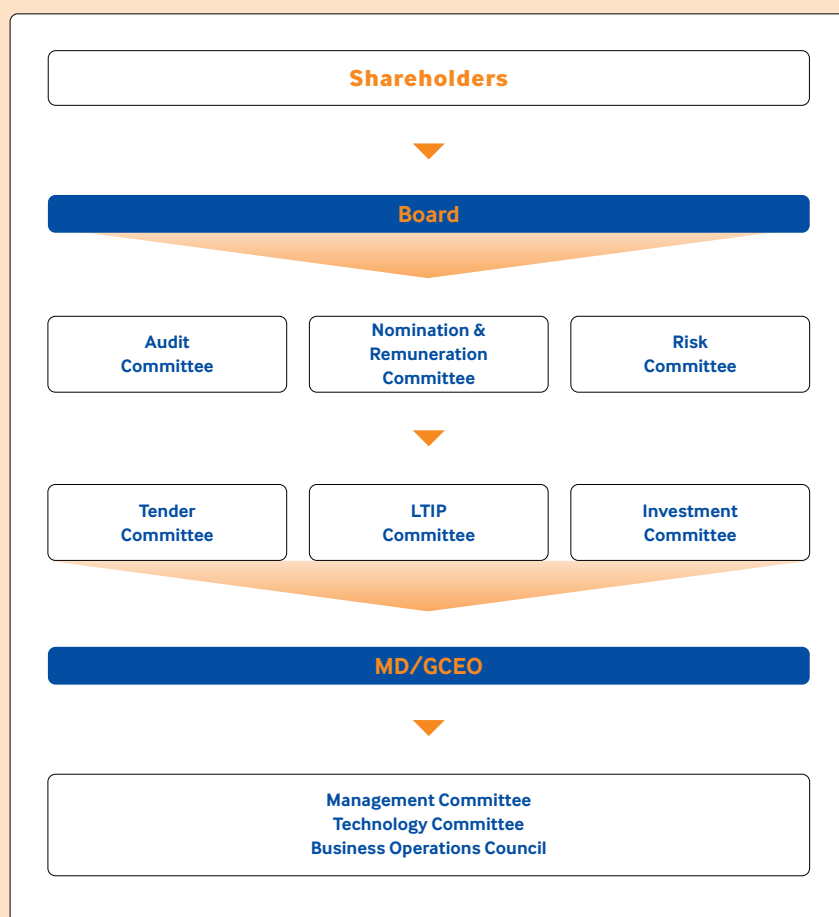 Shareholders
Board
Audit
Committee
Nomination &
Remuneration
Committee
Risk
Committee
Tender
Committee
LTIP
Committee
Investment
Committee
MD/GCEO
Management Committee
Technology Committee
Business Operations Council